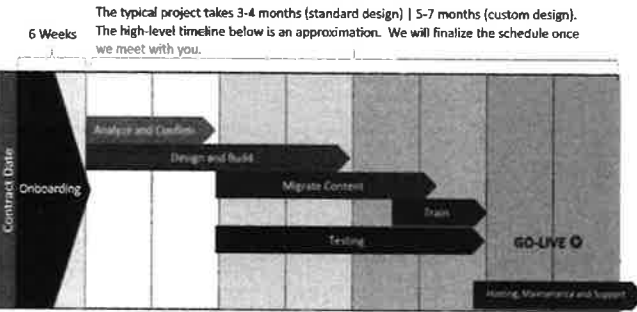 The typical project takes 3-4 months (standard design) | 5-7 months (custom design).
6 Weeks
The high-level timeline below is an approximation. We will finalize the schedule once
we meet with you.
Contract Date
Onboarding
Analyze and Confirm
Design and Build
Migrate Content
Train
Testing
GO-LIVE
Hosting, Maintenance and Support